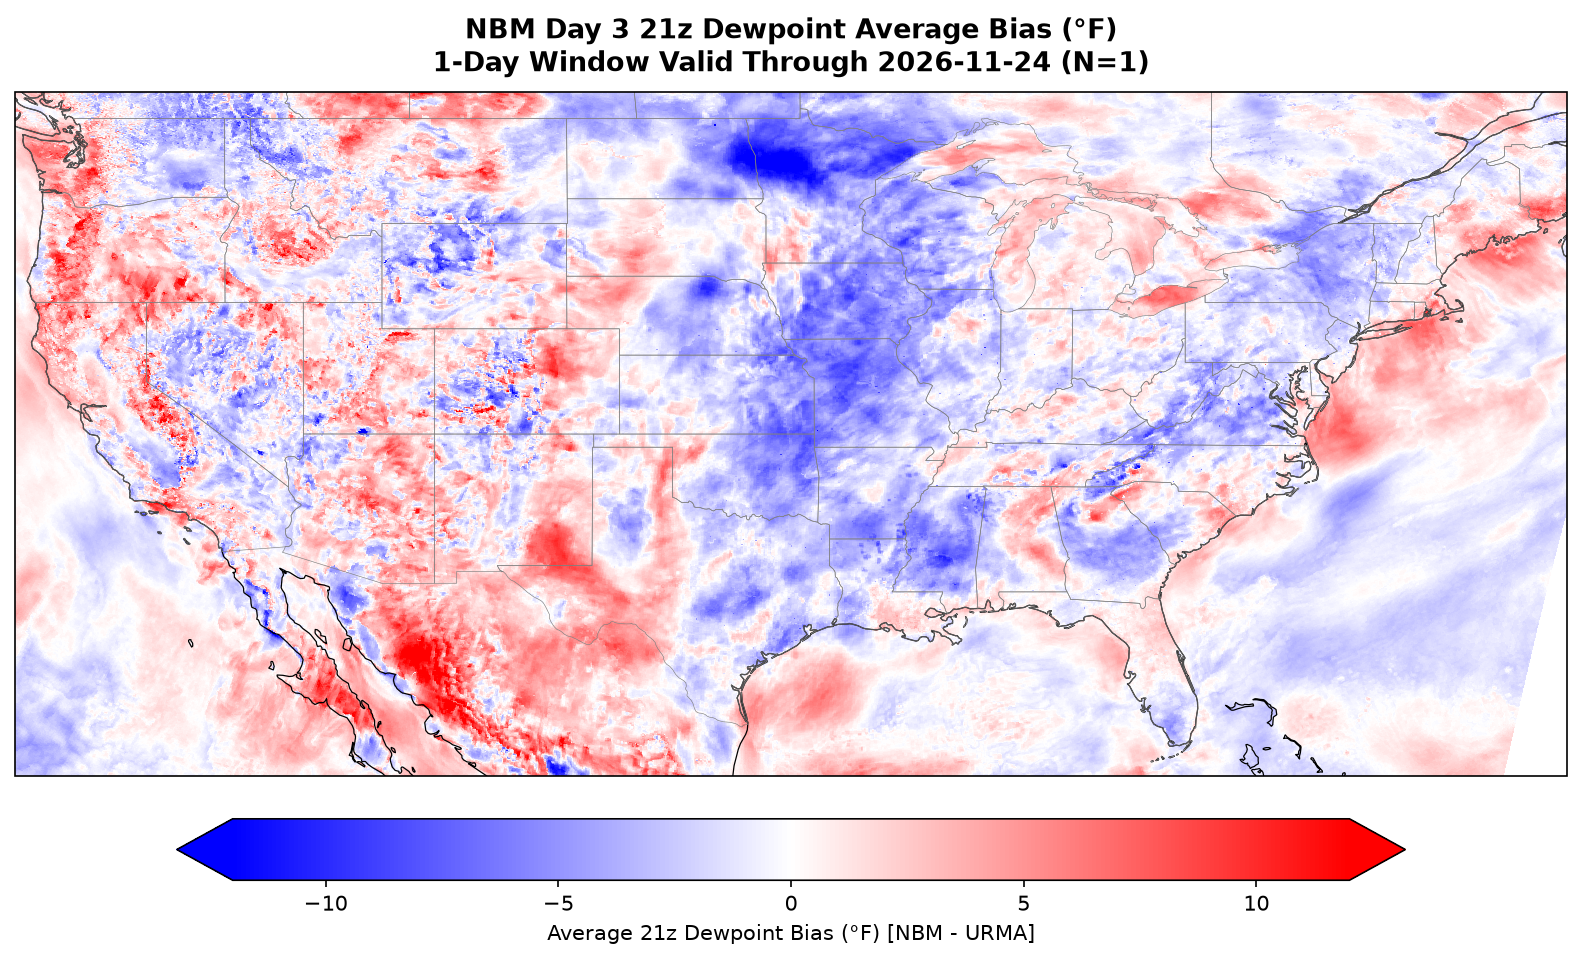 NBM Day 3 21z Dewpoint Average Bias (°F)
1-Day Window Valid Through 2026-11-24 (N=1)
−10 −5 0 5 10
Average 21z Dewpoint Bias (°F) [NBM - URMA]